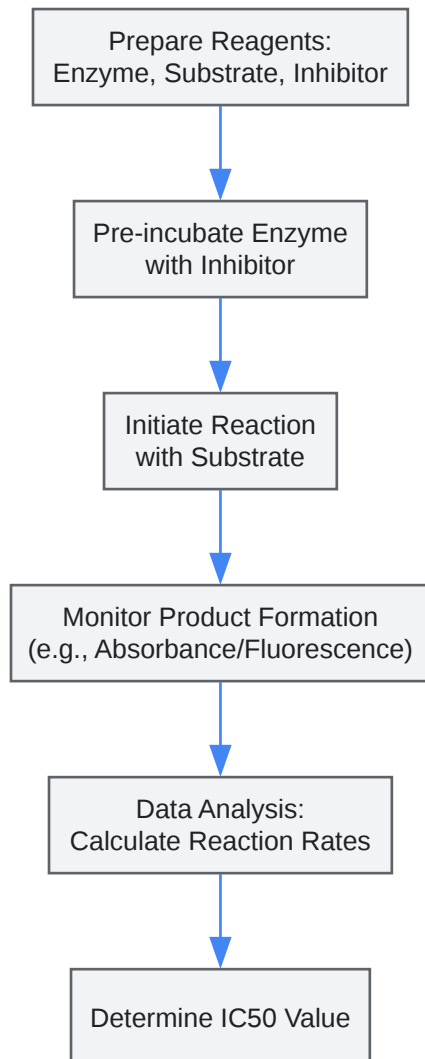 Prepare Reagents:
Enzyme, Substrate, Inhibitor
Pre-incubate Enzyme
with Inhibitor
Initiate Reaction
with Substrate
Monitor Product Formation
(e.g., Absorbance/Fluorescence)
Data Analysis:
Calculate Reaction Rates
Determine IC50 Value